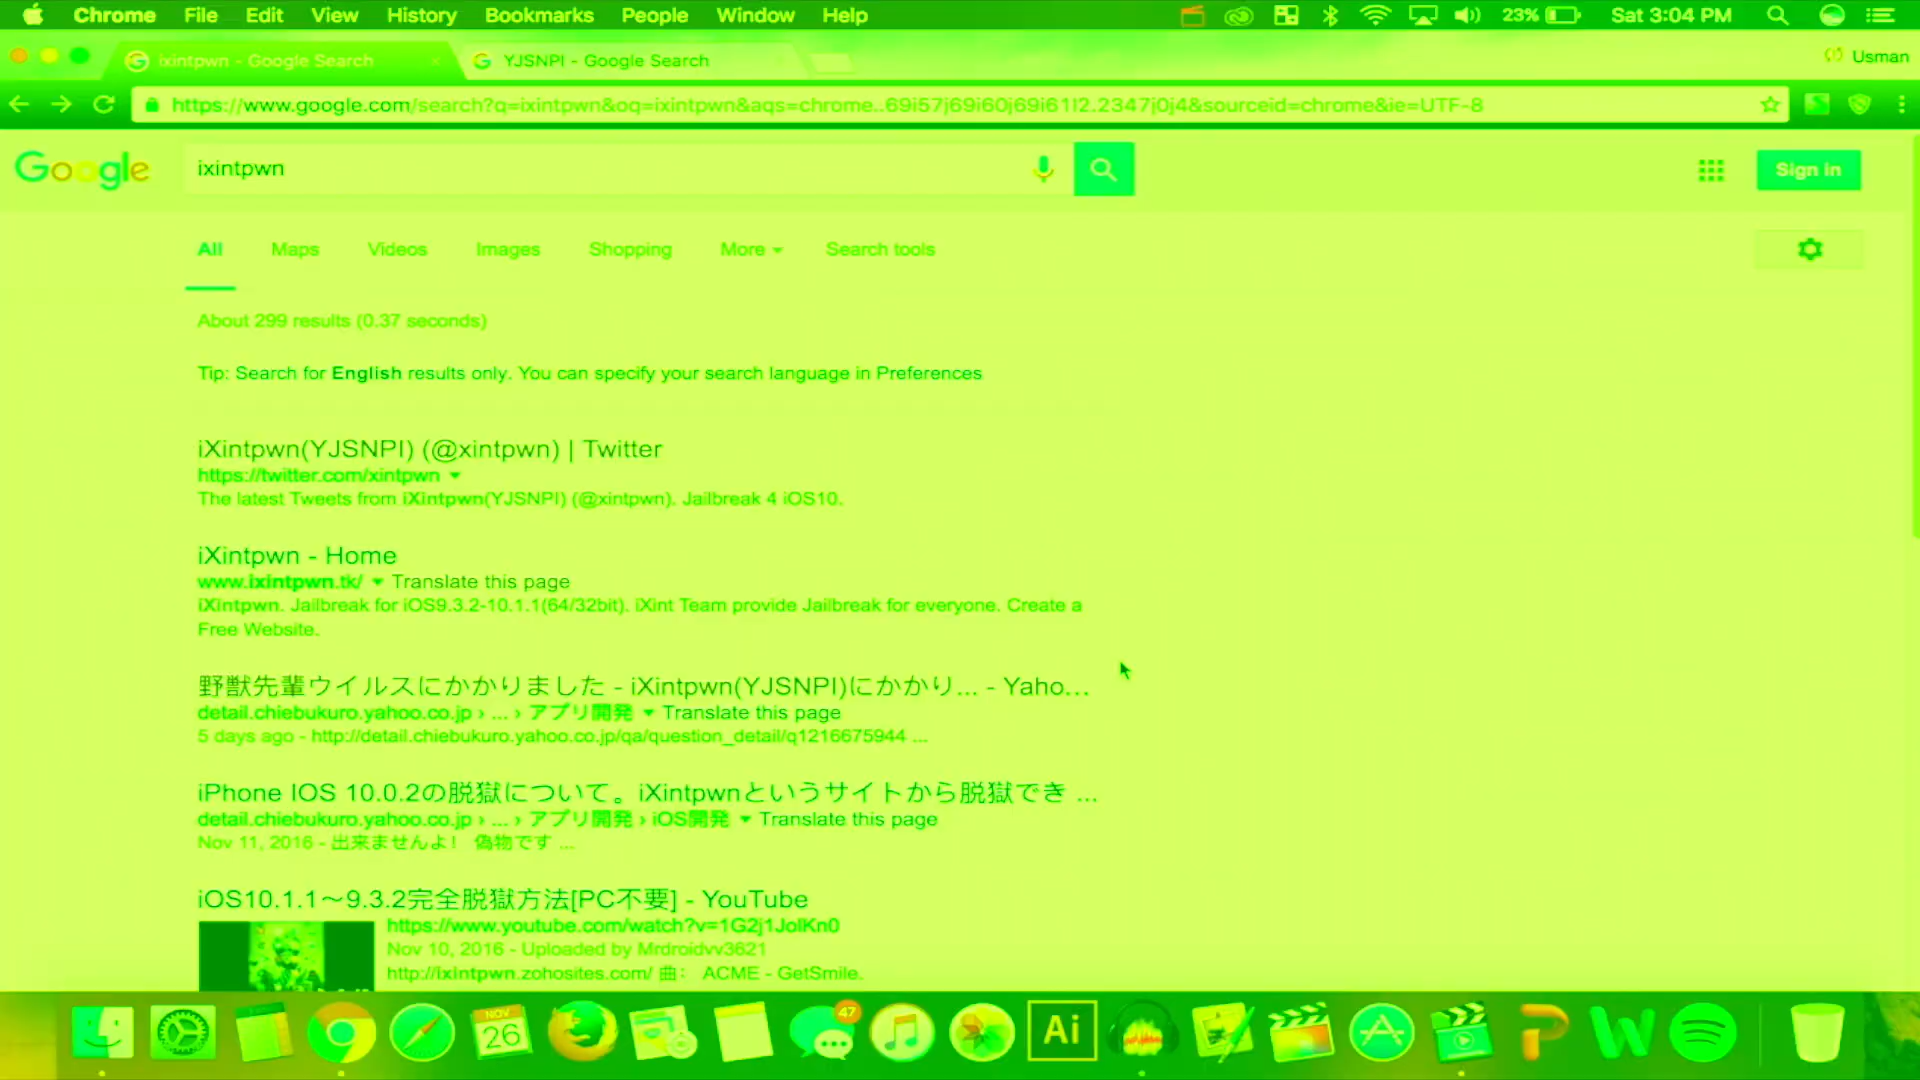 Chrome File Edit View History Bookmarks People Window Help 23% Sat 3:04 PM
ixintpwn - Google Search YJSNPI - Google Search Usman
https://www.google.com/search?q=ixintpwn&oq=ixintpwn&aqs=chrome..69i57j69i60j69i61l2.2347j0j4&sourceid=chrome&ie=UTF-8
Google ixintpwn Sign in
All Maps Videos Images Shopping More Search tools
About 299 results (0.37 seconds)
Tip: Search for English results only. You can specify your search language in Preferences
iXintpwn(YJSNPI) (@xintpwn) | Twitter
https://twitter.com/xintpwn
The latest Tweets from iXintpwn(YJSNPI) (@xintpwn). Jailbreak 4 iOS10.
iXintpwn - Home
www.ixintpwn.tk/ Translate this page
iXintpwn. Jailbreak for iOS9.3.2-10.1.1(64/32bit). iXint Team provide Jailbreak for everyone. Create a
Free Website.
野獣先輩ウイルスにかかりました - iXintpwn(YJSNPI)にかかり... - Yaho...
detail.chiebukuro.yahoo.co.jp › ... › アプリ開発 Translate this page
5 days ago - http://detail.chiebukuro.yahoo.co.jp/qa/question_detail/q1216675944 ...
iPhone IOS 10.0.2の脱獄について。iXintpwnというサイトから脱獄でき ...
detail.chiebukuro.yahoo.co.jp › ... › アプリ開発 › iOS開発 Translate this page
Nov 11, 2016 - 出来ませんよ! 偽物です ...
iOS10.1.1～9.3.2完全脱獄方法[PC不要] - YouTube
https://www.youtube.com/watch?v=1G2j1JolKn0
Nov 10, 2016 - Uploaded by Mrdroidvv3621
http://ixintpwn.zohosites.com/ 曲： ACME - GetSmile.
NOV
26
47
Ai